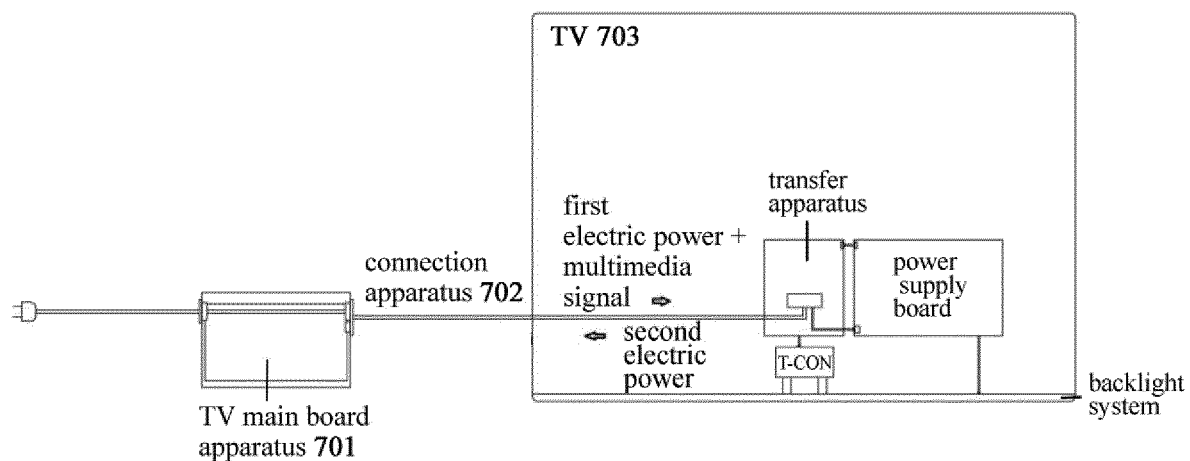 TV 703
transfer
apparatus
first
electric power +
multimedia
signal
power
supply
board
connection
apparatus 702
second
electric
power
T-CON
backlight
system
TV main board
apparatus 701